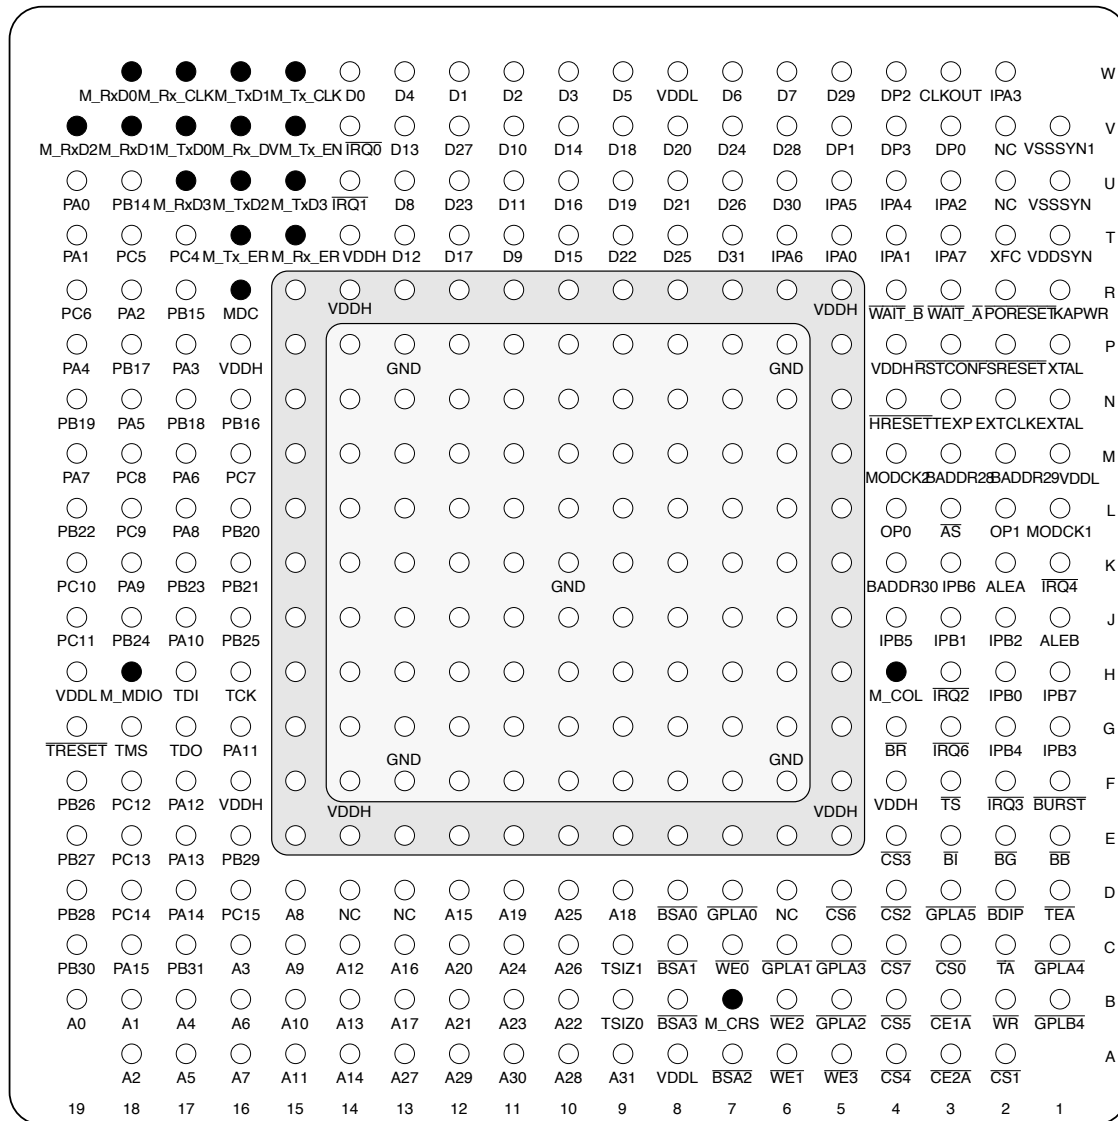 W
M_RxD0 M_Rx_CLK M_TxD1 M_Tx_CLK D0 D4 D1 D2 D3 D5 VDDL D6 D7 D29 DP2 CLKOUT IPA3
V
M_RxD2 M_RxD1 M_TxD0 M_Rx_DV M_Tx_EN IRQ0 D13 D27 D10 D14 D18 D20 D24 D28 DP1 DP3 DP0 NC VSSSYN1
U
PA0 PB14 M_RxD3 M_TxD2 M_TxD3 IRQ1 D8 D23 D11 D16 D19 D21 D26 D30 IPA5 IPA4 IPA2 NC VSSSYN
T
PA1 PC5 PC4 M_Tx_ER M_Rx_ER VDDH D12 D17 D9 D15 D22 D25 D31 IPA6 IPA0 IPA1 IPA7 XFC VDDSYN
R
PC6 PA2 PB15 MDC VDDH VDDH WAIT_B WAIT_A PORESET KAPWR
P
PA4 PB17 PA3 VDDH GND GND VDDH RSTCONF SRESET XTAL
N
PB19 PA5 PB18 PB16 HRESET TEXP EXTCLK EXTAL
M
PA7 PC8 PA6 PC7 MODCK2 BADDR28 BADDR29 VDDL
L
PB22 PC9 PA8 PB20 OP0 AS OP1 MODCK1
K
PC10 PA9 PB23 PB21 GND BADDR30 IPB6 ALEA IRQ4
J
PC11 PB24 PA10 PB25 IPB5 IPB1 IPB2 ALEB
H
VDDL M_MDIO TDI TCK M_COL IRQ2 IPB0 IPB7
G
TRESET TMS TDO PA11 GND GND BR IRQ6 IPB4 IPB3
F
PB26 PC12 PA12 VDDH VDDH VDDH VDDH TS IRQ3 BURST
E
PB27 PC13 PA13 PB29 CS3 BI BG BB
D
PB28 PC14 PA14 PC15 A8 NC NC A15 A19 A25 A18 BSA0 GPLA0 NC CS6 CS2 GPLA5 BDIP TEA
C
PB30 PA15 PB31 A3 A9 A12 A16 A20 A24 A26 TSIZ1 BSA1 WE0 GPLA1 GPLA3 CS7 CS0 TA GPLA4
B
A0 A1 A4 A6 A10 A13 A17 A21 A23 A22 TSIZ0 BSA3 M_CRS WE2 GPLA2 CS5 CE1A WR GPLB4
A
A2 A5 A7 A11 A14 A27 A29 A30 A28 A31 VDDL BSA2 WE1 WE3 CS4 CE2A CS1
19 18 17 16 15 14 13 12 11 10 9 8 7 6 5 4 3 2 1